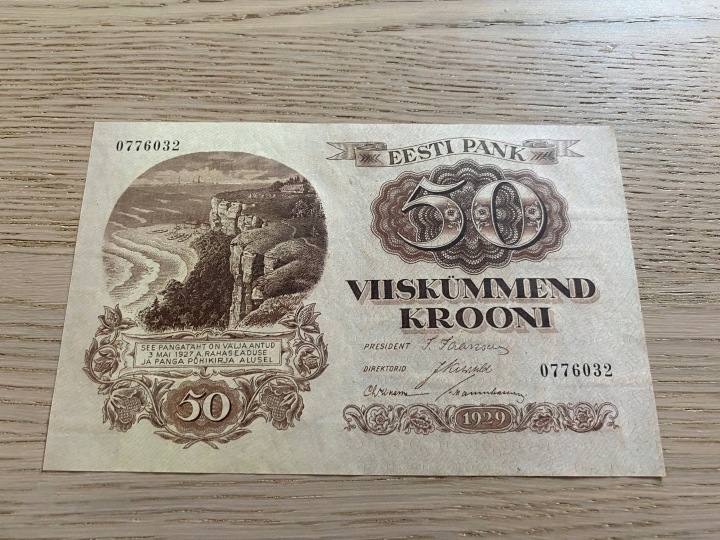 0776032
EESTI PANK
50
VIISKÜMMEND
KROONI
SEE PANGATÄHT ON VÄLJA ANTUD
3 MAI 1927 A. RAHASEADUSE
JA PANGA PÕHIKIRJA ALUSEL
50
PRESIDENT
DIREKTORID
0776032
1929